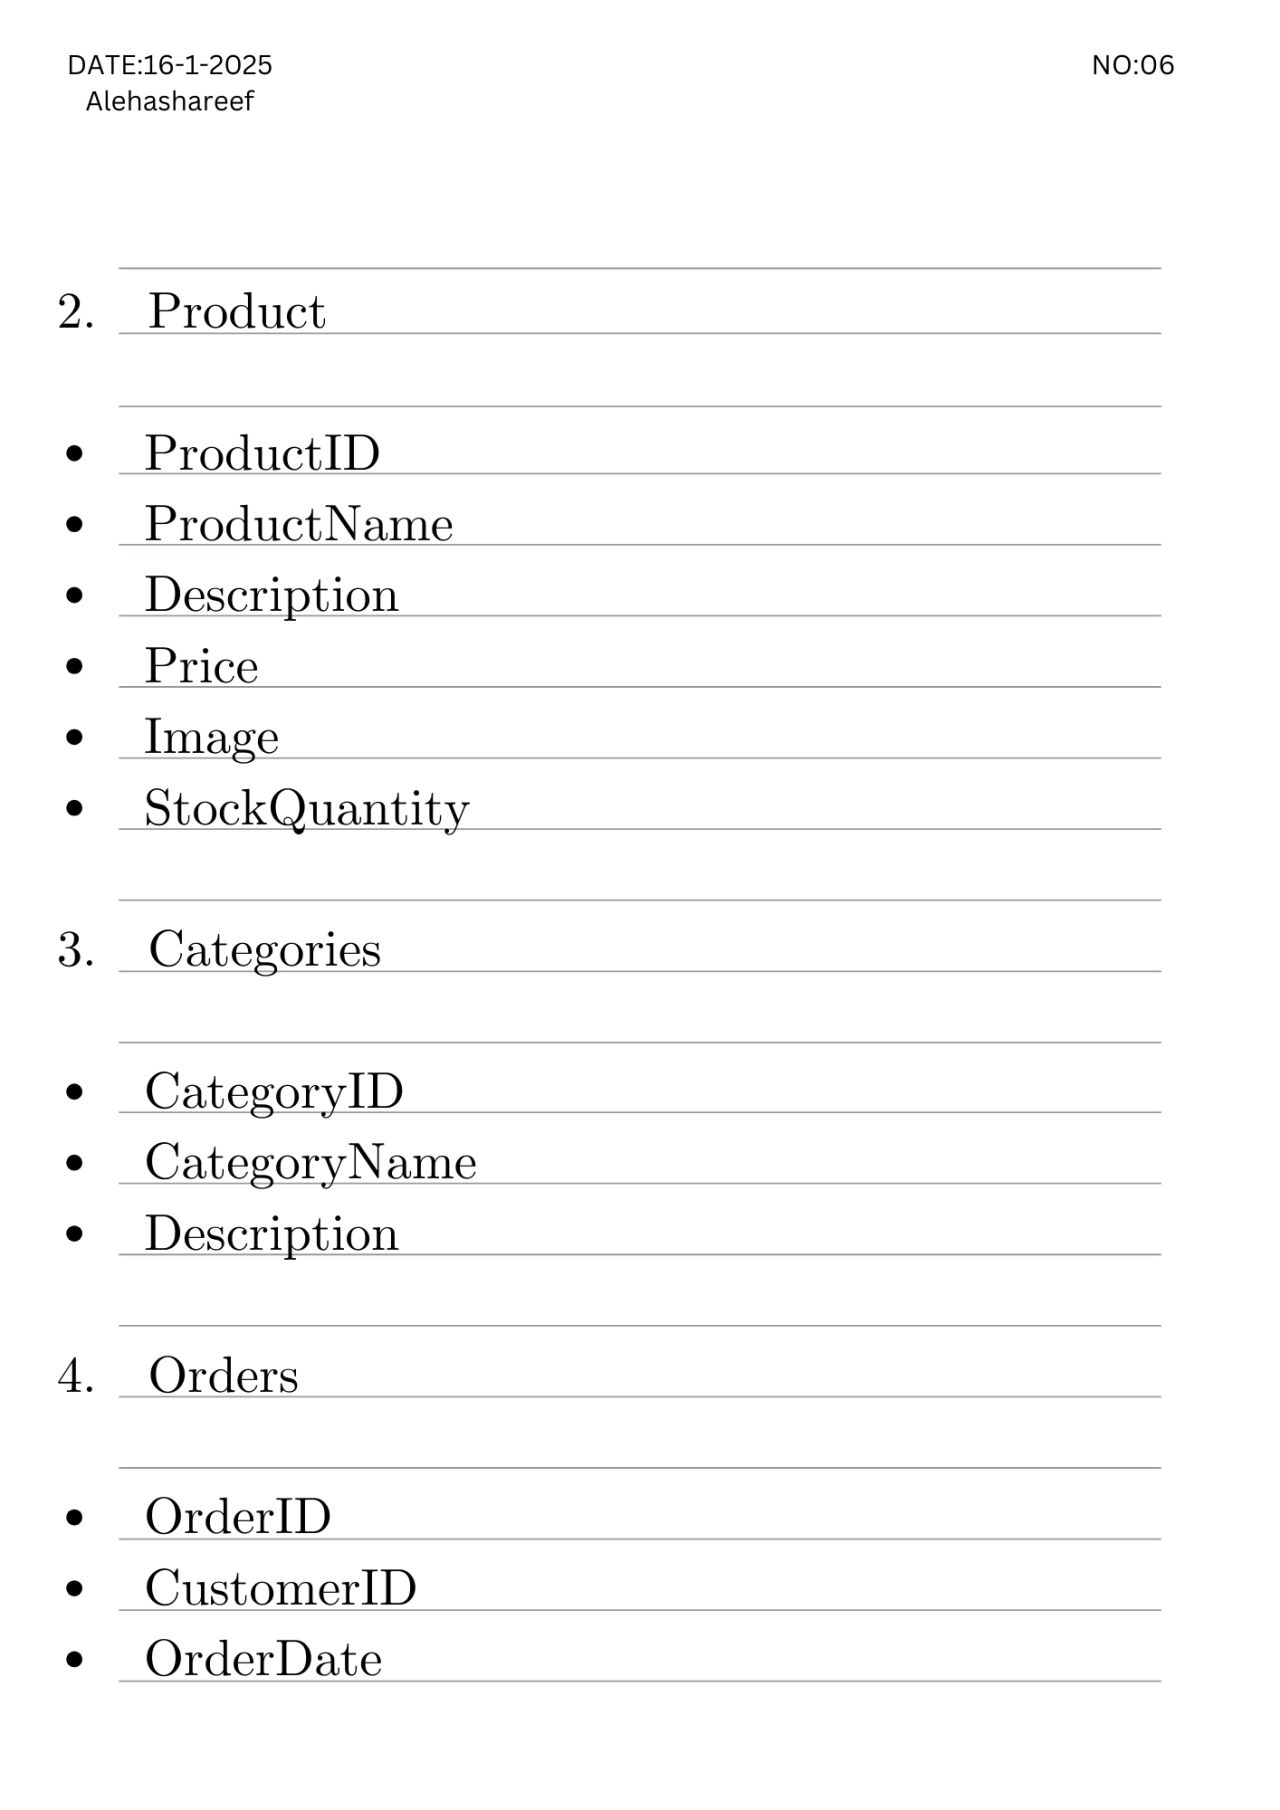 DATE:16-1-2025 NO:06
Alehashareef
2. Product
• ProductID
• ProductName
• Description
• Price
• Image
• StockQuantity
3. Categories
• CategoryID
• CategoryName
• Description
4. Orders
• OrderID
• CustomerID
• OrderDate